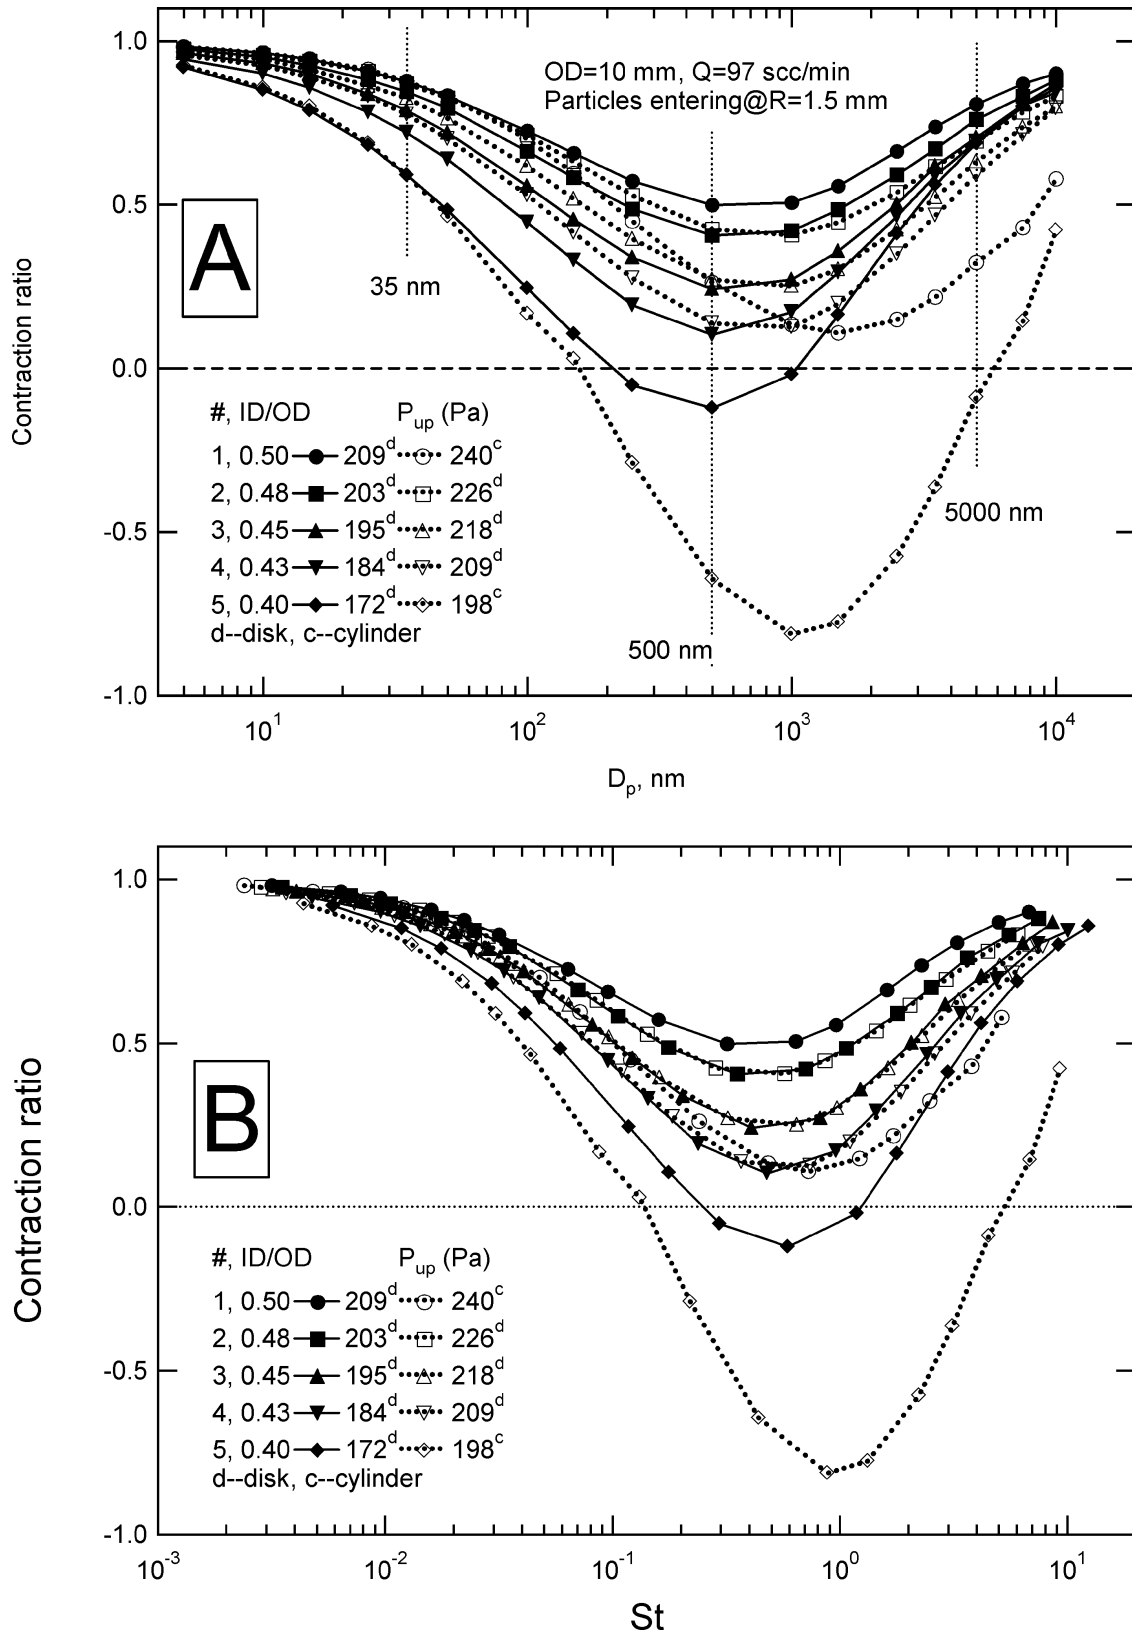 1.0
0.5
0.0
-0.5
-1.0
Contraction ratio
OD=10 mm, Q=97 scc/min
Particles entering@R=1.5 mm
A
35 nm
500 nm
5000 nm
#, ID/OD P_up (Pa)
1, 0.50 209^d 240^c
2, 0.48 203^d 226^d
3, 0.45 195^d 218^d
4, 0.43 184^d 209^d
5, 0.40 172^d 198^c
d--disk, c--cylinder
10^1 10^2 10^3 10^4
D_p, nm
1.0
0.5
0.0
-0.5
-1.0
Contraction ratio
B
#, ID/OD P_up (Pa)
1, 0.50 209^d 240^c
2, 0.48 203^d 226^d
3, 0.45 195^d 218^d
4, 0.43 184^d 209^d
5, 0.40 172^d 198^c
d--disk, c--cylinder
10^-3 10^-2 10^-1 10^0 10^1
St